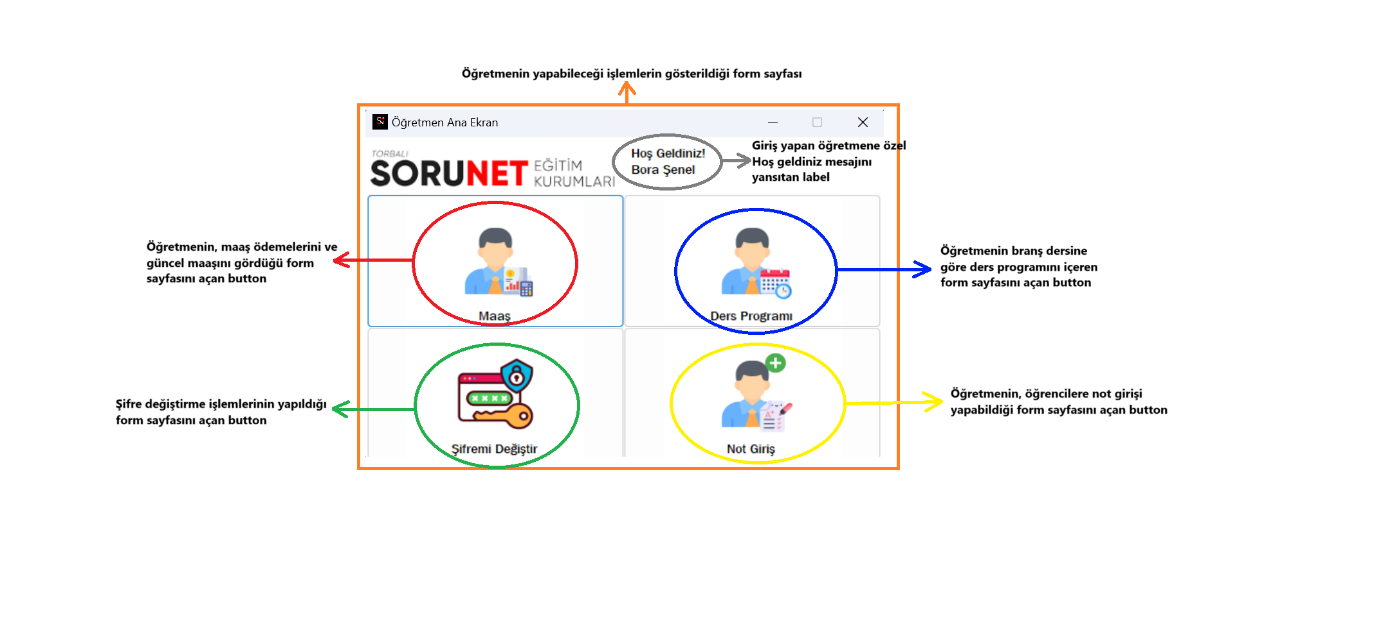 Öğretmenin yapabileceği işlemlerin gösterildiği form sayfası
Öğretmen Ana Ekran
TORBALI
SORUNET EĞİTİM
KURUMLARI
Hoş Geldiniz!
Bora Şenel
Giriş yapan öğretmene özel
Hoş geldiniz mesajını
yansıtan label
Öğretmenin, maaş ödemelerini ve
güncel maaşını gördüğü form
sayfasını açan button
Maaş
Ders Programı
Öğretmenin branş dersine
göre ders programını içeren
form sayfasını açan button
Şifre değiştirme işlemlerinin yapıldığı
form sayfasını açan button
Şifremi Değiştir
Not Giriş
Öğretmenin, öğrencilere not girişi
yapabildiği form sayfasını açan button